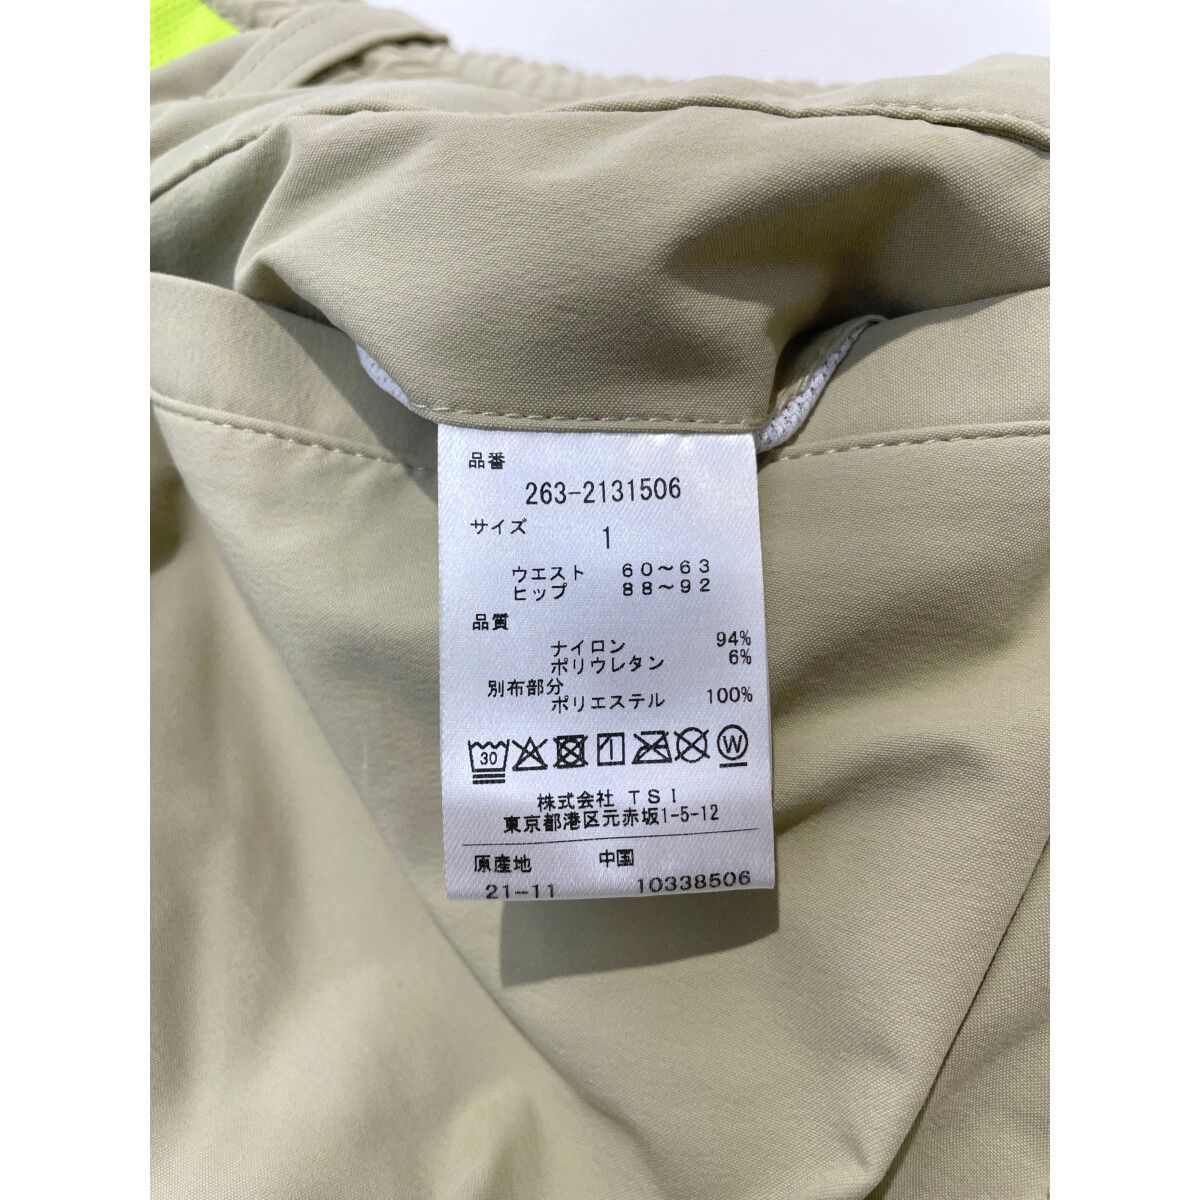 品番
263-2131506
サイズ
1
ウエスト 60～63
ヒップ 88～92
品質
ナイロン 94%
ポリウレタン 6%
別布部分
ポリエステル 100%
30 W
株式会社 TSI
東京都港区元赤坂1-5-12
原産地 中国
21-11 10338506